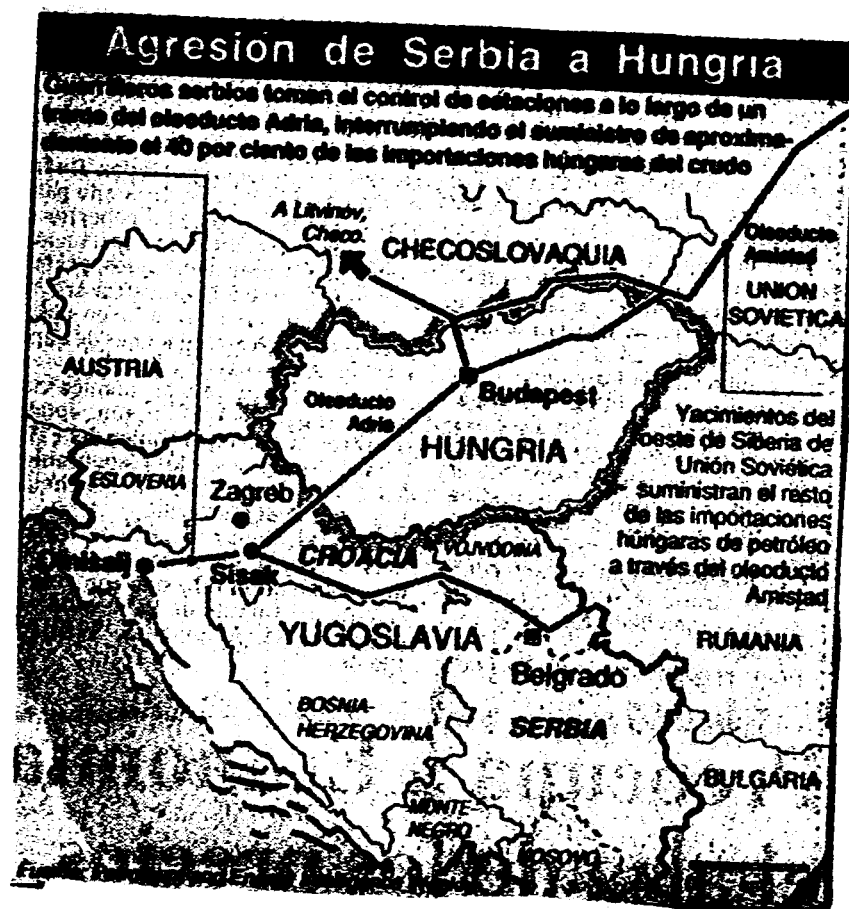 Agresión de Serbia a Hungría
Guerrilleros serbios toman el control de estaciones a lo largo de un
tramo del oleoducto Adria, interrumpiendo el suministro de aproxima-
damente el 40 por ciento de las importaciones húngaras del crudo
A Litvinov,
Checo.
CHECOSLOVAQUIA
Oleoducto
Amistad
UNION
SOVIETICA
AUSTRIA
Oleoducto
Adria
Budapest
HUNGRIA
Yacimientos del
oeste de Siberia de
Unión Soviética
suministran el resto
de las importaciones
húngaras de petróleo
a través del oleoducto
Amistad
ESLOVENIA
Zagreb
Omisalj
Sisak
CROACIA
VOJVODINA
YUGOSLAVIA
Belgrado
RUMANIA
BOSNIA-
HERZEGOVINA
SERBIA
BULGARIA
MONTE-
NEGRO
KOSOVO
Fuente: